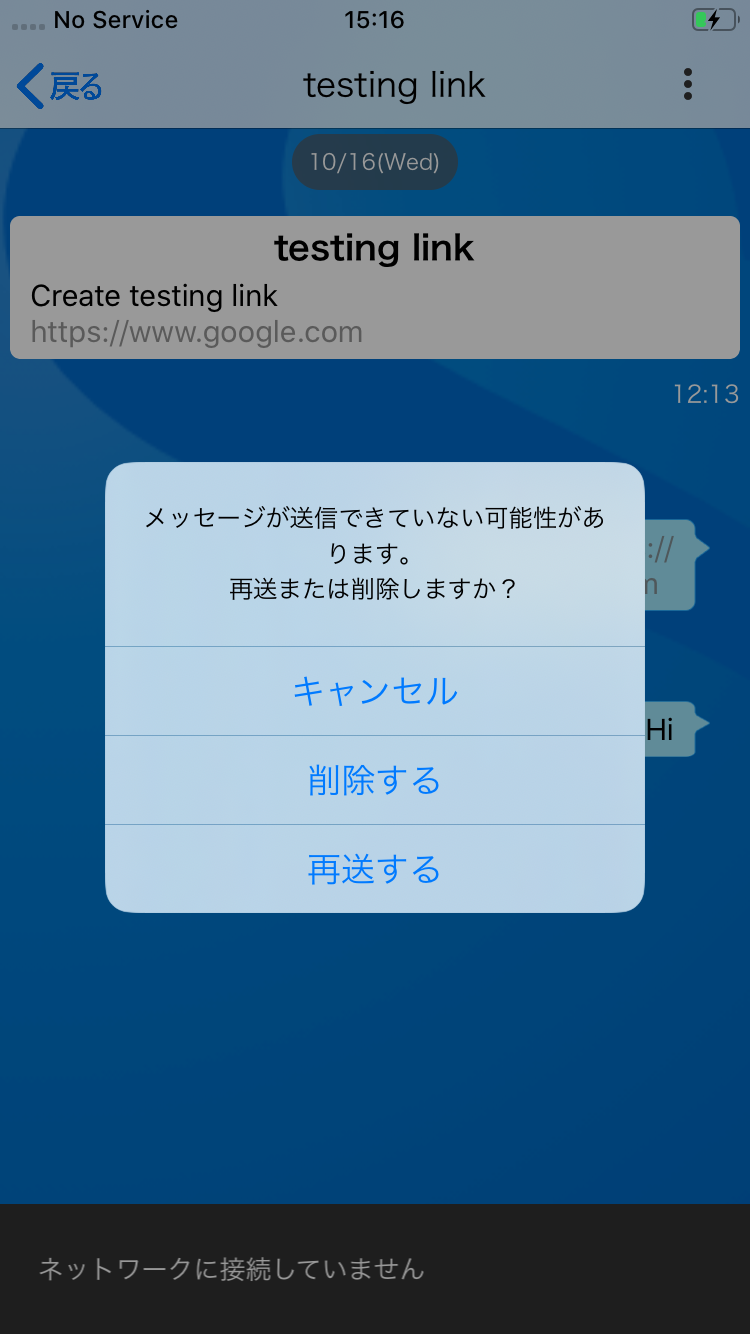 No Service
15:16
戻る
testing link
10/16(Wed)
testing link
Create testing link
https://www.google.com
12:13
メッセージが送信できていない可能性があ
ります。
再送または削除しますか？
://
m
Hi
キャンセル
削除する
再送する
ネットワークに接続していません